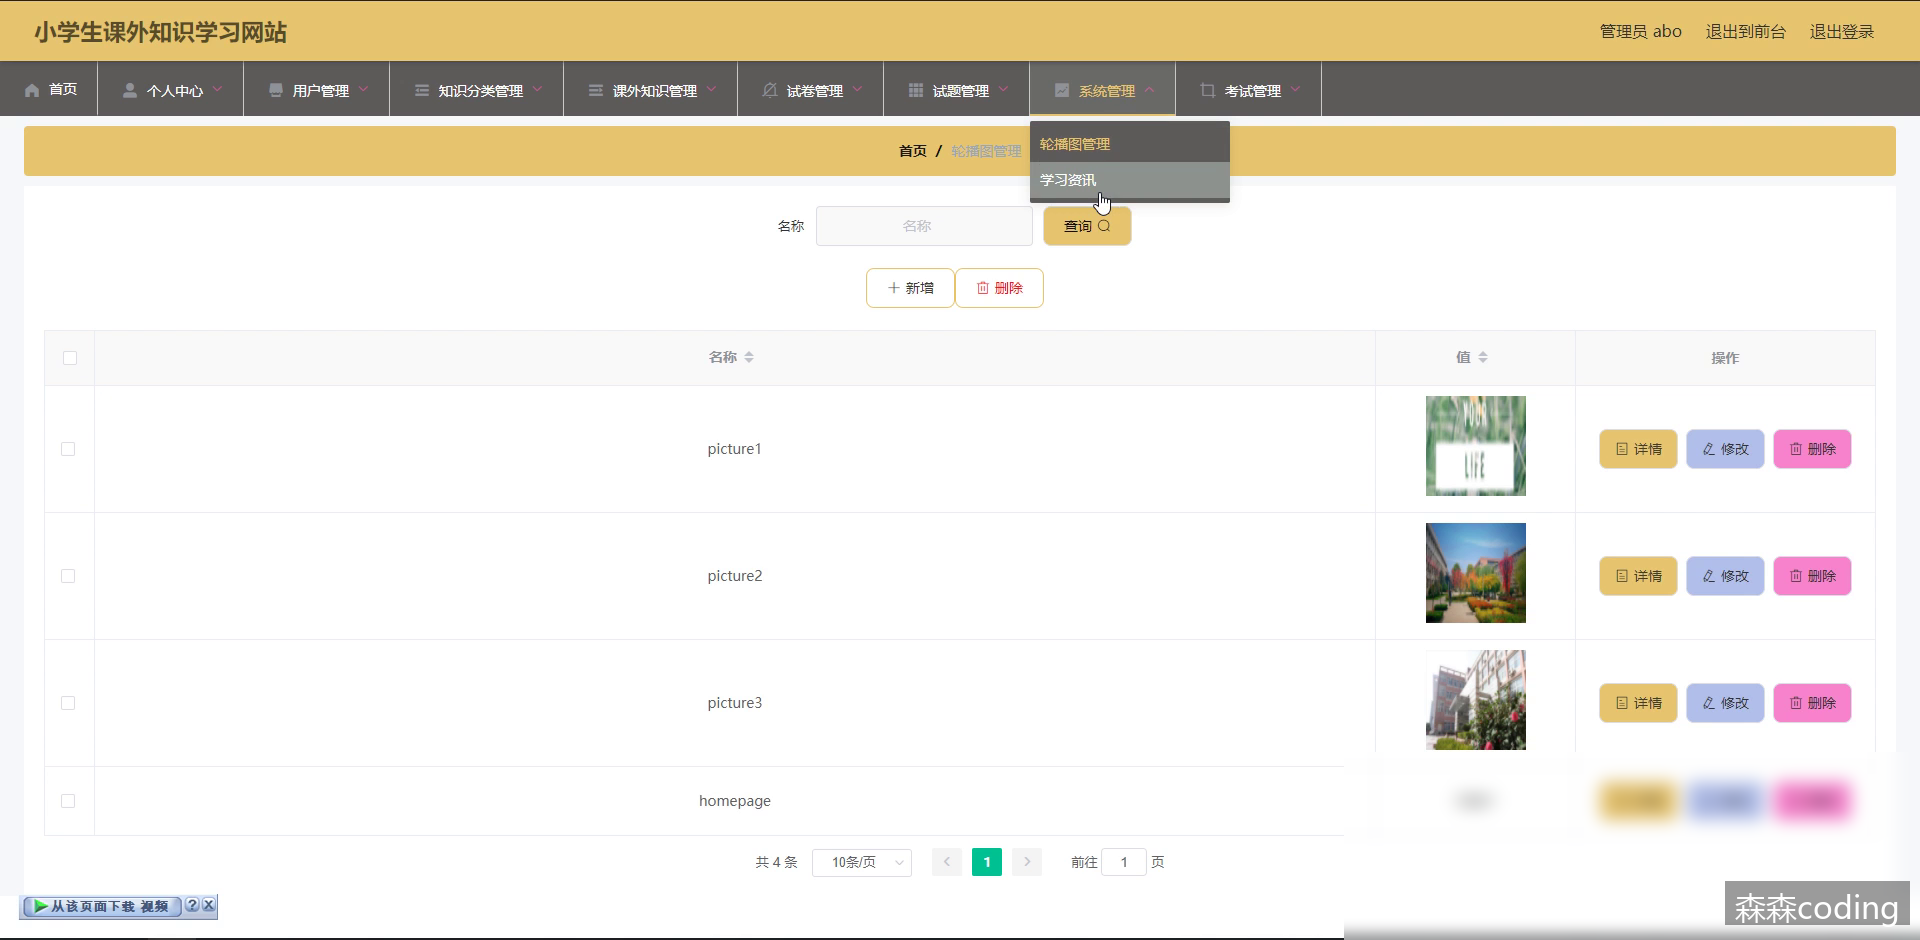 小学生课外知识学习网站
管理员 abo 退出到前台 退出登录
首页 个人中心 用户管理 知识分类管理 课外知识管理 试卷管理 试题管理 系统管理 考试管理
首页 / 轮播图管理
轮播图管理
学习资讯
名称 名称 查询
新增 删除
名称 值 操作
picture1 LIFE 详情 修改 删除
picture2 详情 修改 删除
picture3 详情 修改 删除
homepage
共 4 条 10条/页 1 前往 1 页
从该页面下载 视频 ? X
森森coding